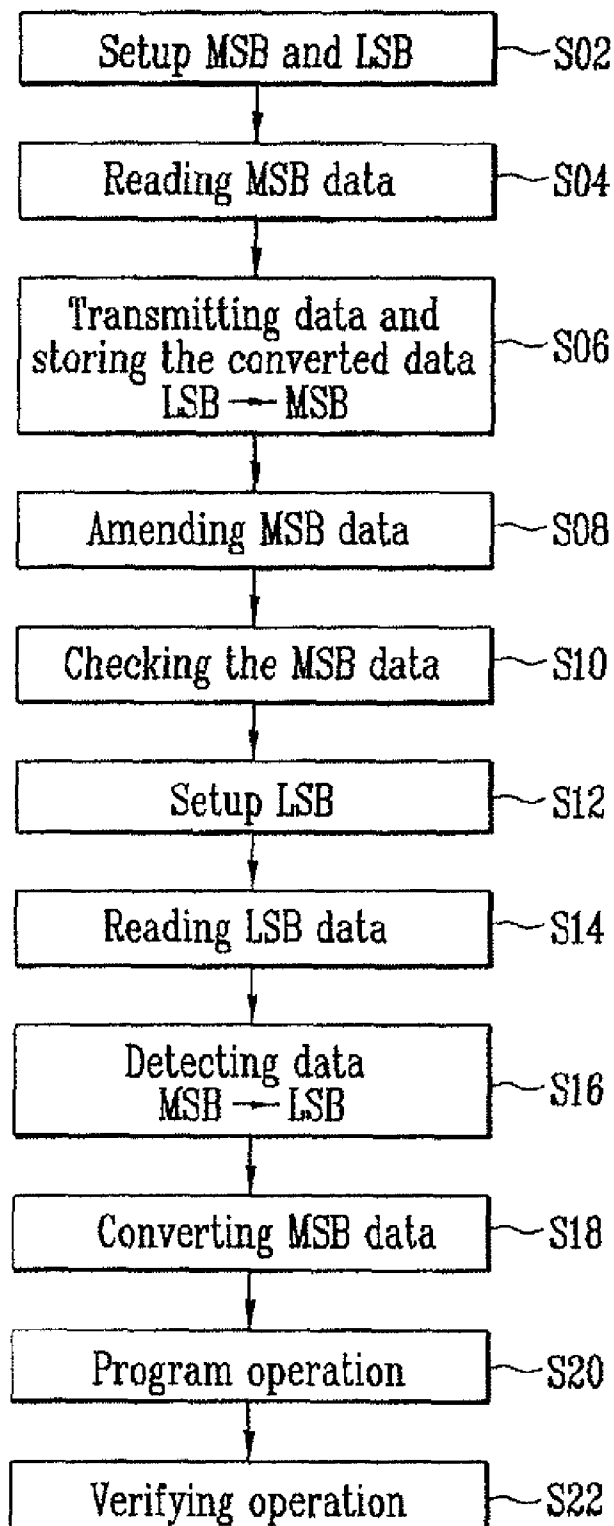 Setup MSB and LSB S02
Reading MSB data S04
Transmitting data and
storing the converted data S06
LSB → MSB
Amending MSB data S08
Checking the MSB data S10
Setup LSB S12
Reading LSB data S14
Detecting data
MSB → LSB S16
Converting MSB data S18
Program operation S20
Verifying operation S22